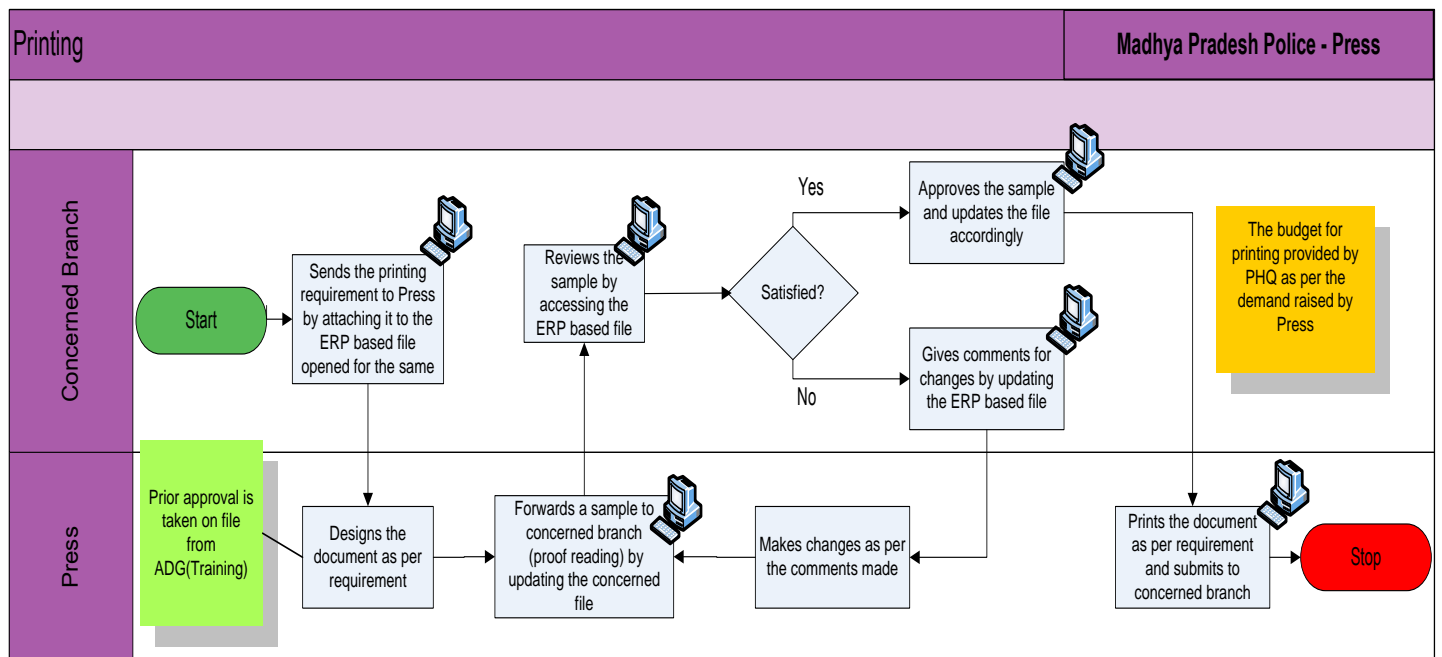 Printing
Madhya Pradesh Police - Press
Concerned Branch
Start
Sends the printing
requirement to Press
by attaching it to the
ERP based file
opened for the same
Reviews the
sample by
accessing the
ERP based file
Satisfied?
Yes
No
Approves the sample
and updates the file
accordingly
Gives comments for
changes by updating
the ERP based file
The budget for
printing provided by
PHQ as per the
demand raised by
Press
Press
Prior approval is
taken on file
from
ADG(Training)
Designs the
document as per
requirement
Forwards a sample to
concerned branch
(proof reading) by
updating the concerned
file
Makes changes as per
the comments made
Prints the document
as per requirement
and submits to
concerned branch
Stop